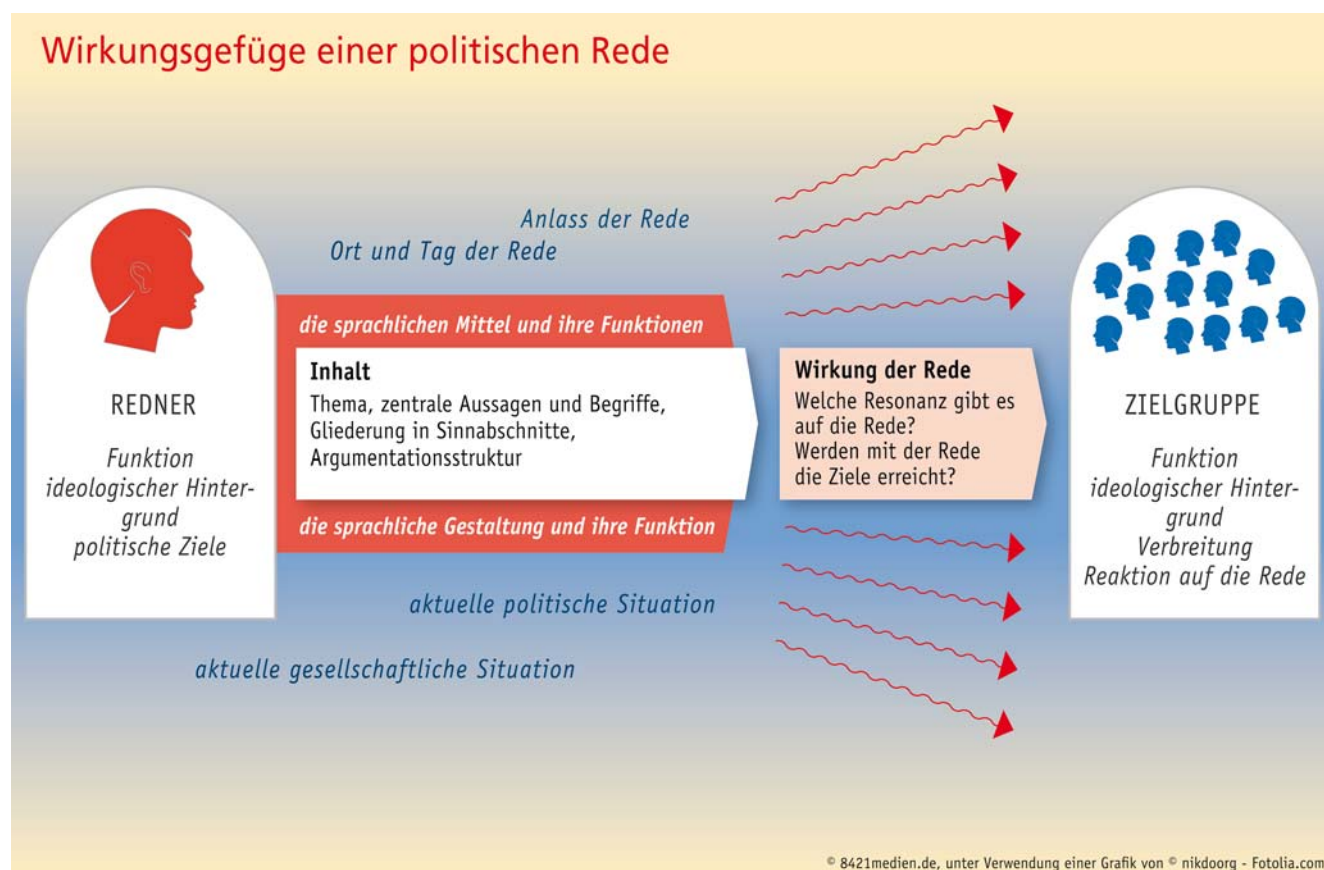 Wirkungsgefüge einer politischen Rede
Anlass der Rede
Ort und Tag der Rede
REDNER
Funktion
ideologischer Hinter-
grund
politische Ziele
die sprachlichen Mittel und ihre Funktionen
Inhalt
Thema, zentrale Aussagen und Begriffe,
Gliederung in Sinnabschnitte,
Argumentationsstruktur
die sprachliche Gestaltung und ihre Funktion
aktuelle politische Situation
aktuelle gesellschaftliche Situation
Wirkung der Rede
Welche Resonanz gibt es
auf die Rede?
Werden mit der Rede
die Ziele erreicht?
ZIELGRUPPE
Funktion
ideologischer Hinter-
grund
Verbreitung
Reaktion auf die Rede
© 8421medien.de, unter Verwendung einer Grafik von © nikdoorg - Fotolia.com